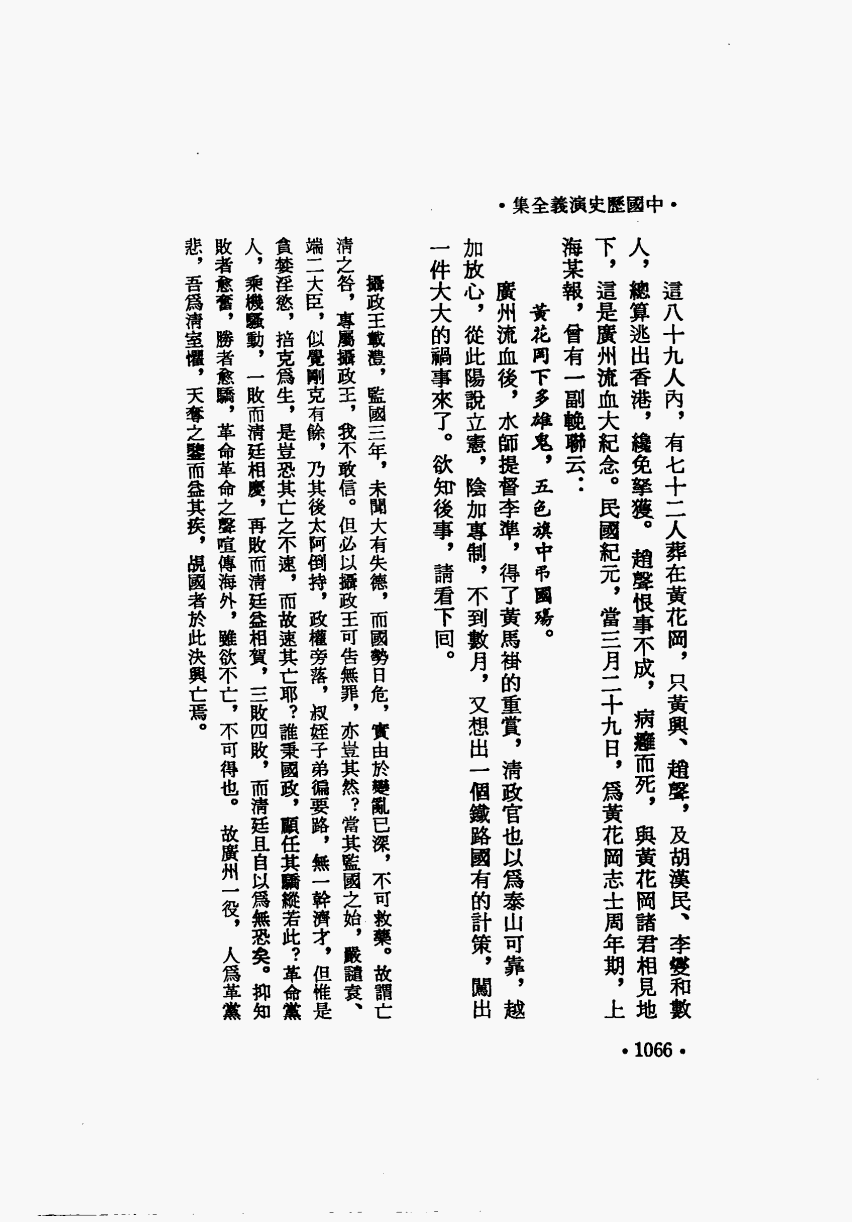 •中國歷史演義全集•
這八十九人內，有七十二人葬在黃花岡，只黃興、趙聲，及胡漢民、李燮和數
人，總算逃出香港，纔免拏獲。趙聲恨事不成，病癰而死，與黃花岡諸君相見地
下，這是廣州流血大紀念。民國紀元，當三月二十九日，爲黃花岡志士周年期，上
海某報，曾有一副輓聯云：
黃花岡下多雄鬼，五色旗中弔國殤。
廣州流血後，水師提督李準，得了黃馬褂的重賞，清政官也以爲泰山可靠，越
加放心，從此陽說立憲，陰加專制，不到數月，又想出一個鐵路國有的計策，闖出
一件大大的禍事來了。欲知後事，請看下囘。
攝政王載澧，監國三年，未聞大有失德，而國勢日危，實由於變亂已深，不可救藥。故謂亡
清之咎，專屬攝政王，我不敢信。但必以攝政王可告無罪，亦豈其然？當其監國之始，嚴譴袁、
端二大臣，似覺剛克有餘，乃其後太阿倒持，政權旁落，叔姪子弟徧要路，無一幹濟才，但惟是
貪婪淫慾，掊克爲生，是豈恐其亡之不速，而故速其亡耶？誰秉國政，顧任其驕縱若此？革命黨
人，乘機騷動，一敗而清廷相慶，再敗而清廷益相賀，三敗四敗，而清廷且自以爲無恐矣。抑知
敗者愈奮，勝者愈驕，革命革命之聲喧傳海外，雖欲不亡，不可得也。故廣州一役，人爲革黨
悲，吾爲清室懼，天奪之鑒而益其疾，覘國者於此決興亡焉。
•1066•